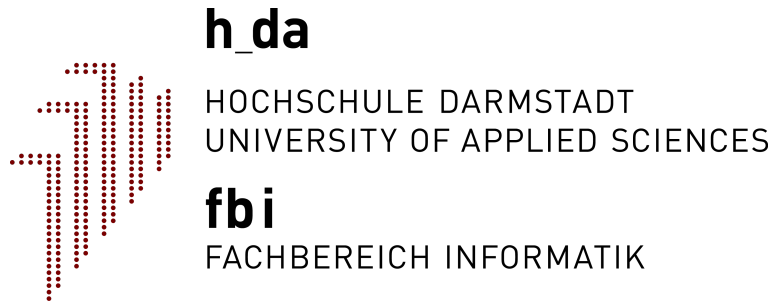 h_da
HOCHSCHULE DARMSTADT
UNIVERSITY OF APPLIED SCIENCES
fbi
FACHBEREICH INFORMATIK